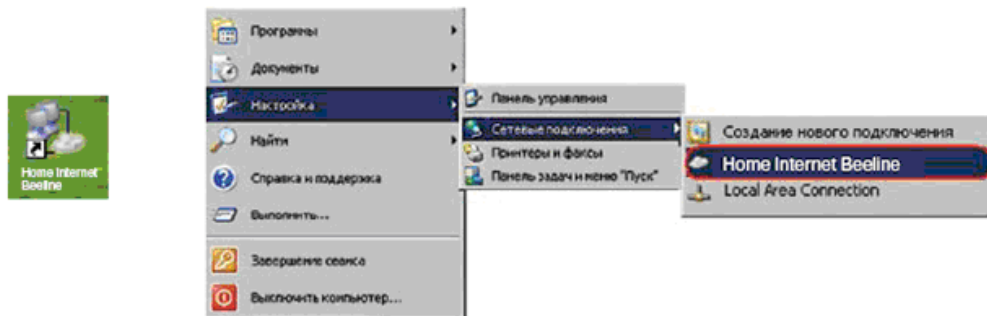 Home Internet
Beeline
Программы
Документы
Настройка
Найти
Справка и поддержка
Выполнить...
Завершение сеанса
Выключить компьютер...
Панель управления
Сетевые подключения
Принтеры и факсы
Панель задач и меню "Пуск"
Создание нового подключения
Home Internet Beeline
Local Area Connection